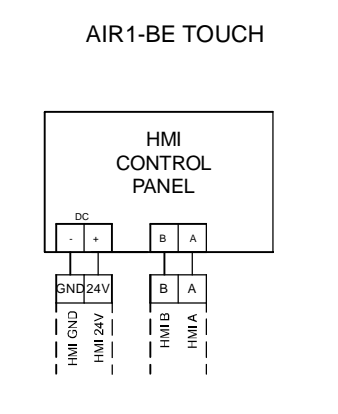 AIR1-BE TOUCH
HMI
CONTROL
PANEL
DC
- + B A
GND 24V B A
HMI GND
HMI 24V
HMI B
HMI A